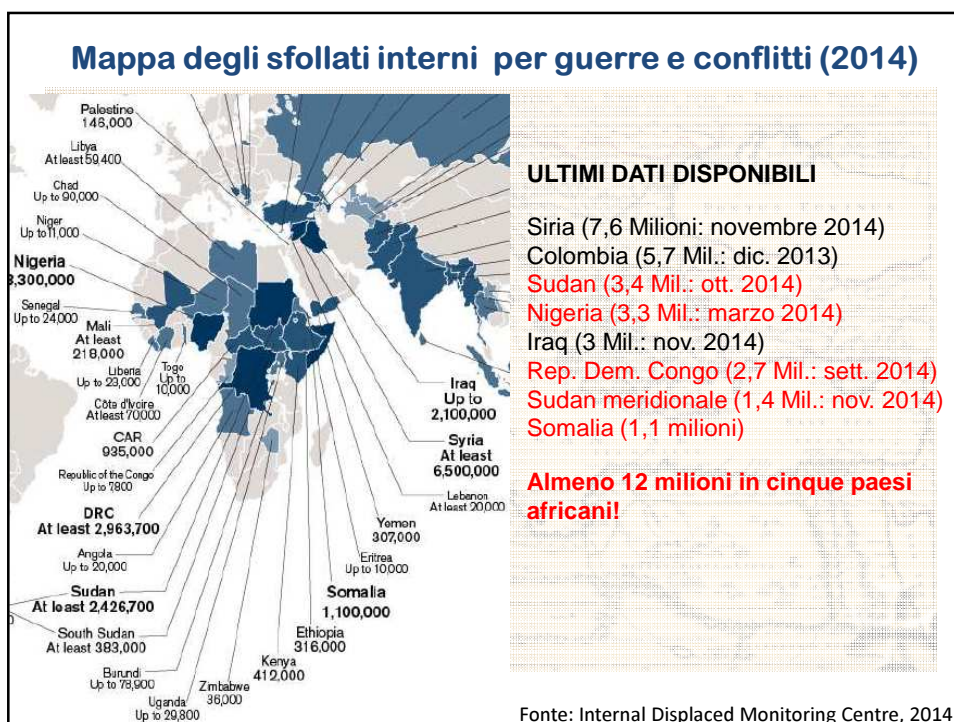 Mappa degli sfollati interni per guerre e conflitti (2014)
Palestine
146,000
Libya
At least 59,400
Chad
Up to 90,000
Niger
Up to 11,000
Nigeria
3,300,000
Senegal
Up to 24,000
Mali
At least
218,000
Liberia
Up to 23,000
Togo
Up to
10,000
Côte d'Ivoire
At least 70,000
CAR
935,000
Republic of the Congo
Up to 7,800
DRC
At least 2,963,700
Angola
Up to 20,000
Sudan
At least 2,426,700
South Sudan
At least 383,000
Burundi
Up to 78,900
Uganda
Up to 29,800
Zimbabwe
36,000
Kenya
412,000
Ethiopia
316,000
Somalia
1,100,000
Eritrea
Up to 10,000
Yemen
307,000
Lebanon
At least 20,000
Syria
At least
6,500,000
Iraq
Up to
2,100,000
ULTIMI DATI DISPONIBILI
Siria (7,6 Milioni: novembre 2014)
Colombia (5,7 Mil.: dic. 2013)
Sudan (3,4 Mil.: ott. 2014)
Nigeria (3,3 Mil.: marzo 2014)
Iraq (3 Mil.: nov. 2014)
Rep. Dem. Congo (2,7 Mil.: sett. 2014)
Sudan meridionale (1,4 Mil.: nov. 2014)
Somalia (1,1 milioni)
Almeno 12 milioni in cinque paesi
africani!
Fonte: Internal Displaced Monitoring Centre, 2014